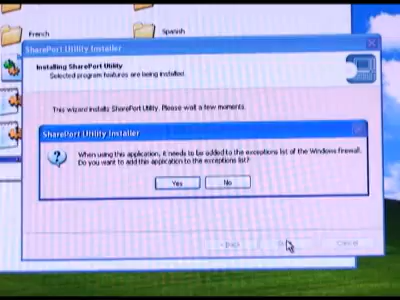 French
Spanish
SharePort Utility Installer
Installing SharePort Utility
Selected program features are being installed.
This wizard installs SharePort Utility. Please wait a few moments.
SharePort Utility Installer
When using this application, it needs to be added to the exceptions list of the Windows firewall.
Do you want to add this application to the exceptions list?
Yes
No
< Back
Cancel